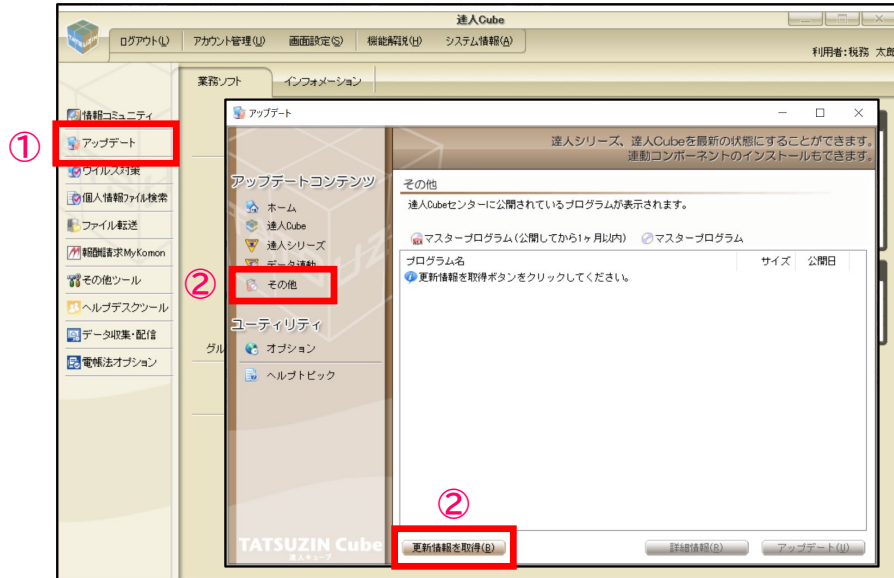 達人Cube
ログアウト(L) アカウント管理(U) 画面設定(S) 機能解説(H) システム情報(A)
利用者:税務 太郎
業務ソフト インフォメーション
情報コミュニティ
①
アップデート
ウイルス対策
個人情報ファイル検索
ファイル転送
報酬請求MyKomon
その他ツール
ヘルプデスクツール
データ収集・配信
電帳法オプション
グル
アップデート
達人シリーズ、達人Cubeを最新の状態にすることができます。
連動コンポーネントのインストールもできます。
アップデートコンテンツ
ホーム
達人Cube
達人シリーズ
データ連動
②
その他
ユーティリティ
オプション
ヘルプトピック
TATSUZIN Cube
達人キューブ
その他
達人Cubeセンターに公開されているプログラムが表示されます。
マスタープログラム(公開してから1ヶ月以内) マスタープログラム
プログラム名 サイズ 公開日
更新情報を取得ボタンをクリックしてください。
②
更新情報を取得(B) 詳細情報(R) アップデート(U)